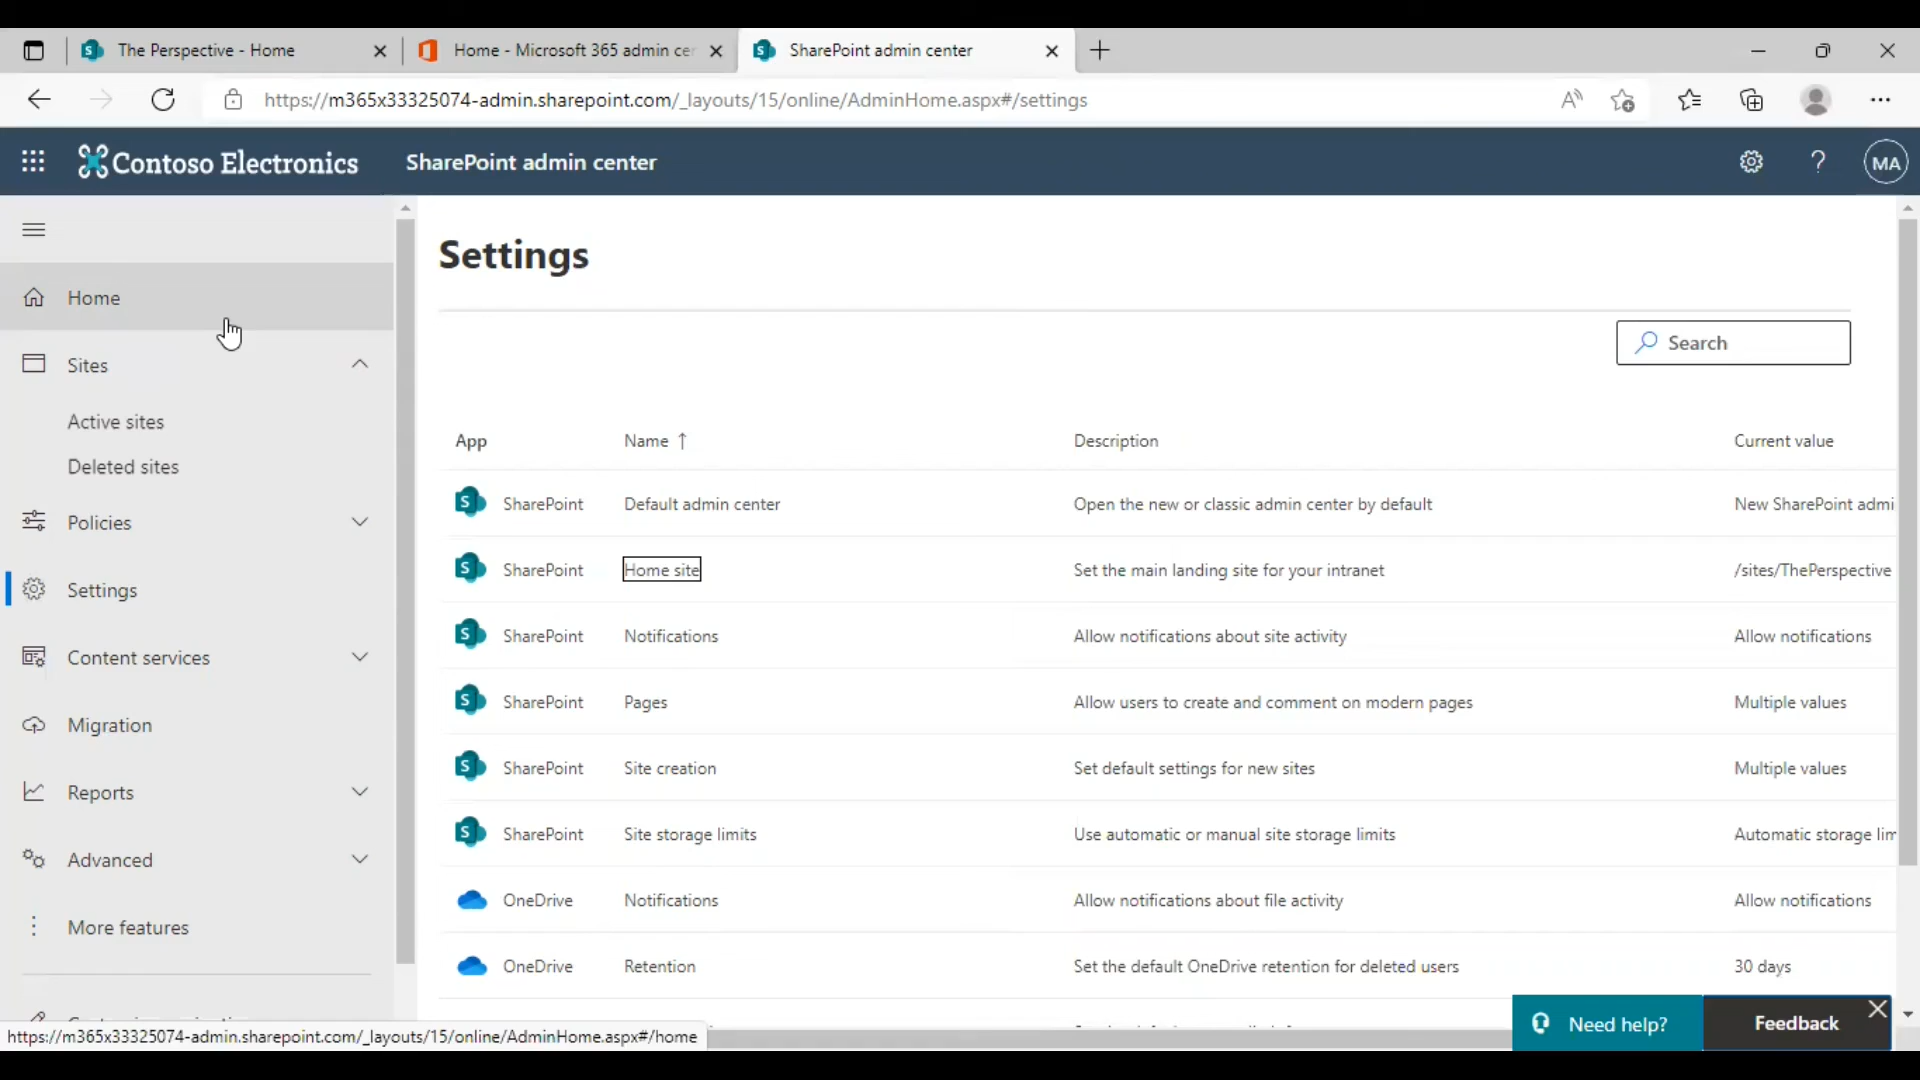 The Perspective - Home
Home - Microsoft 365 admin cer
SharePoint admin center
https://m365x33325074-admin.sharepoint.com/_layouts/15/online/AdminHome.aspx#/settings
Contoso Electronics
SharePoint admin center
MA
Home
Sites
Active sites
Deleted sites
Policies
Settings
Content services
Migration
Reports
Advanced
More features
Settings
Search
App Name ↑ Description Current value
SharePoint Default admin center Open the new or classic admin center by default New SharePoint admi
SharePoint Home site Set the main landing site for your intranet /sites/ThePerspective
SharePoint Notifications Allow notifications about site activity Allow notifications
SharePoint Pages Allow users to create and comment on modern pages Multiple values
SharePoint Site creation Set default settings for new sites Multiple values
SharePoint Site storage limits Use automatic or manual site storage limits Automatic storage lim
OneDrive Notifications Allow notifications about file activity Allow notifications
OneDrive Retention Set the default OneDrive retention for deleted users 30 days
Need help?
Feedback
https://m365x33325074-admin.sharepoint.com/_layouts/15/online/AdminHome.aspx#/home